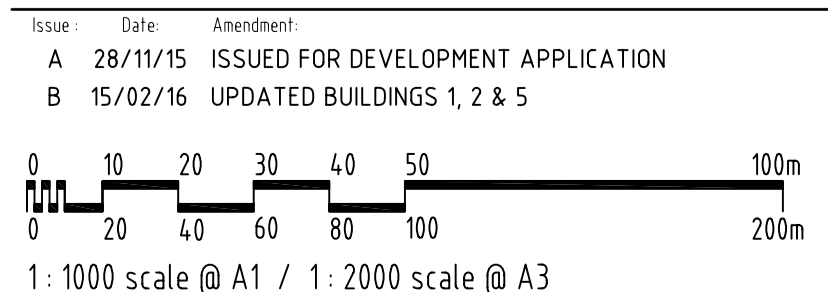 Issue : Date: Amendment:
A 28/11/15 ISSUED FOR DEVELOPMENT APPLICATION
B 15/02/16 UPDATED BUILDINGS 1, 2 & 5
0 10 20 30 40 50 100m
0 20 40 60 80 100 200m
1 : 1000 scale @ A1 / 1 : 2000 scale @ A3